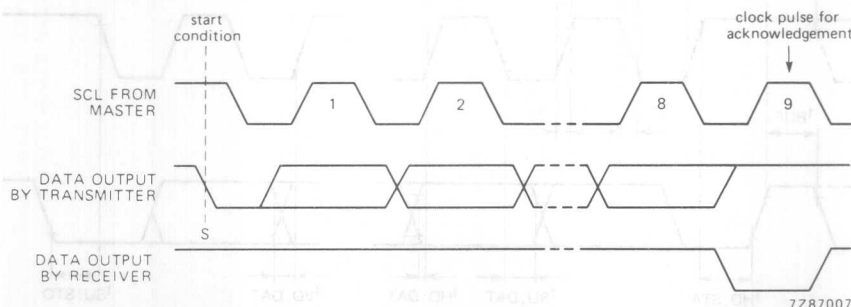 start
condition
clock pulse for
acknowledgement
SCL FROM
MASTER
1
2
8
9
DATA OUTPUT
BY TRANSMITTER
S
DATA OUTPUT
BY RECEIVER
7Z87007